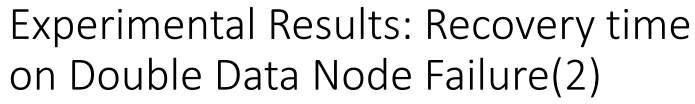 Experimental Results: Recovery time
on Double Data Node Failure(2)